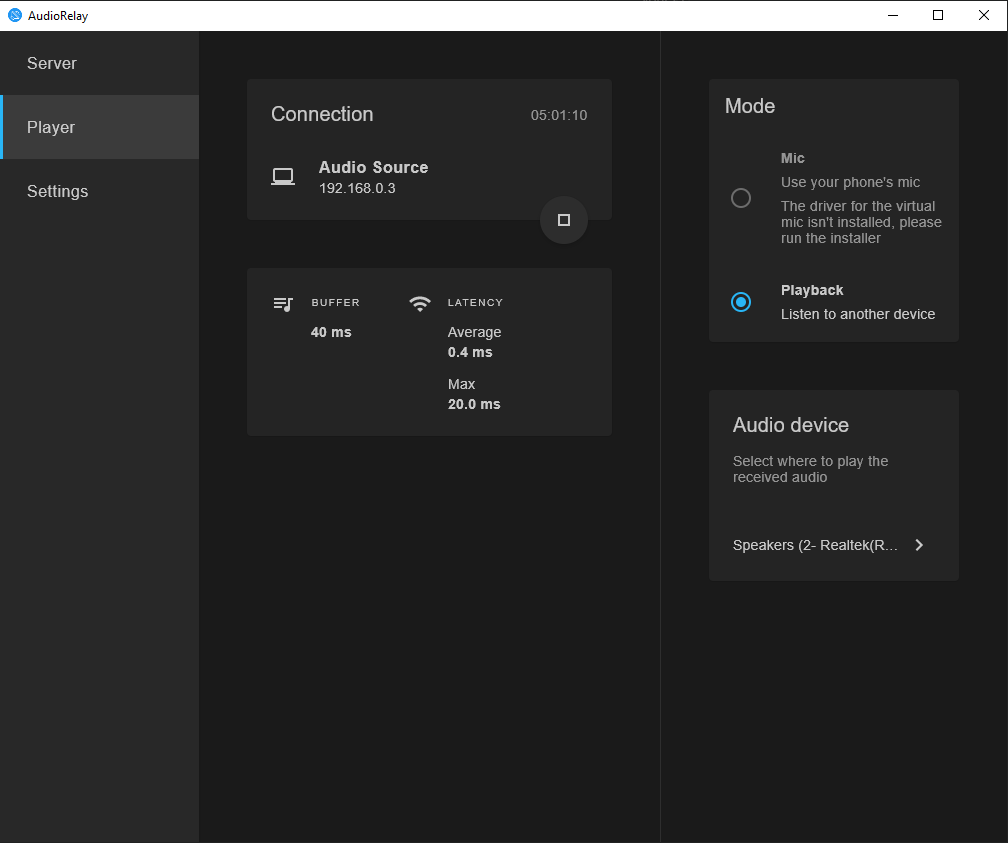 AudioRelay
Server
Player
Settings
Connection
05:01:10
Audio Source
192.168.0.3
BUFFER
40 ms
LATENCY
Average
0.4 ms
Max
20.0 ms
Mode
Mic
Use your phone's mic
The driver for the virtual
mic isn't installed, please
run the installer
Playback
Listen to another device
Audio device
Select where to play the
received audio
Speakers (2- Realtek(R...